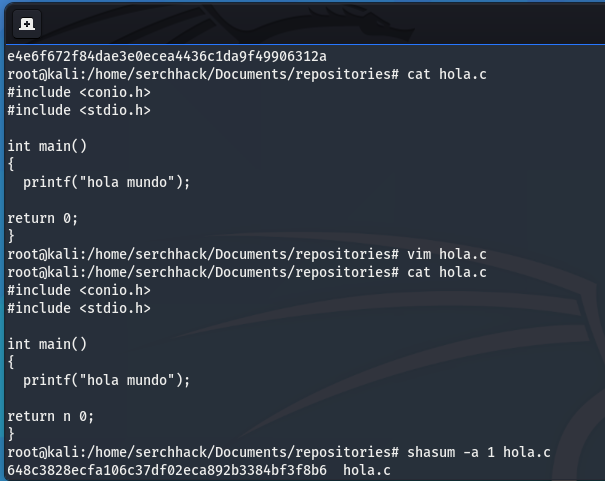 e4e6f672f84dae3e0ecea4436c1da9f49906312a
root@kali:/home/serchhack/Documents/repositories# cat hola.c
#include <conio.h>
#include <stdio.h>

int main()
{
  printf("hola mundo");

return 0;
}
root@kali:/home/serchhack/Documents/repositories# vim hola.c
root@kali:/home/serchhack/Documents/repositories# cat hola.c
#include <conio.h>
#include <stdio.h>

int main()
{
  printf("hola mundo");

return n 0;
}
root@kali:/home/serchhack/Documents/repositories# shasum -a 1 hola.c
648c3828ecfa106c37df02eca892b3384bf3f8b6  hola.c